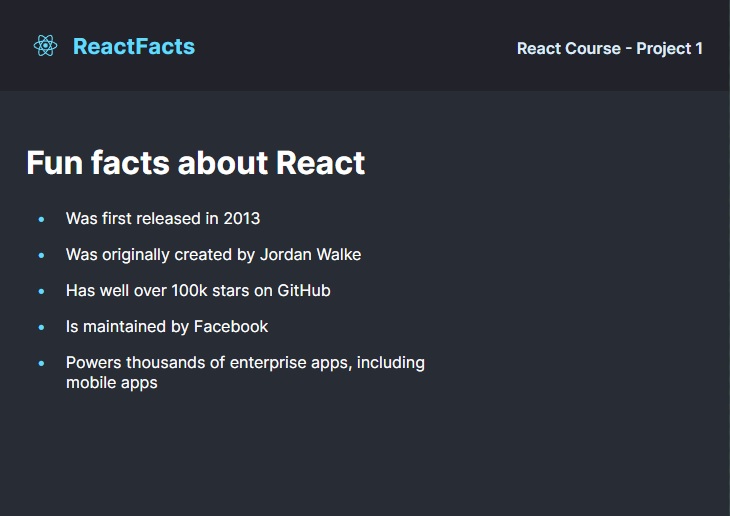 ReactFacts
React Course - Project 1
Fun facts about React
Was first released in 2013
Was originally created by Jordan Walke
Has well over 100k stars on GitHub
Is maintained by Facebook
Powers thousands of enterprise apps, including
mobile apps